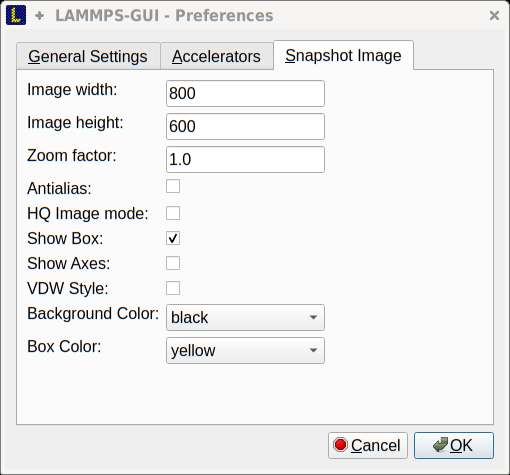 LAMMPS-GUI - Preferences
General Settings Accelerators Snapshot Image
Image width: 800
Image height: 600
Zoom factor: 1.0
Antialias:
HQ Image mode:
Show Box:
Show Axes:
VDW Style:
Background Color: black
Box Color: yellow
Cancel OK